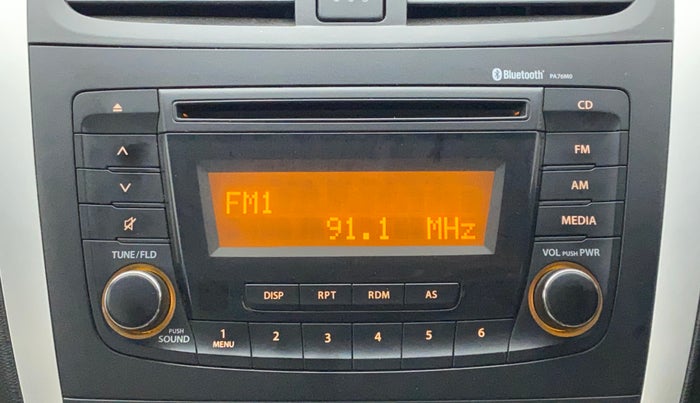 Bluetooth PA76M0
CD
FM1
91.1 MHz
FM
AM
MEDIA
TUNE/FLD
VOL PUSH PWR
DISP RPT RDM AS
PUSH SOUND
1 MENU 2 3 4 5 6